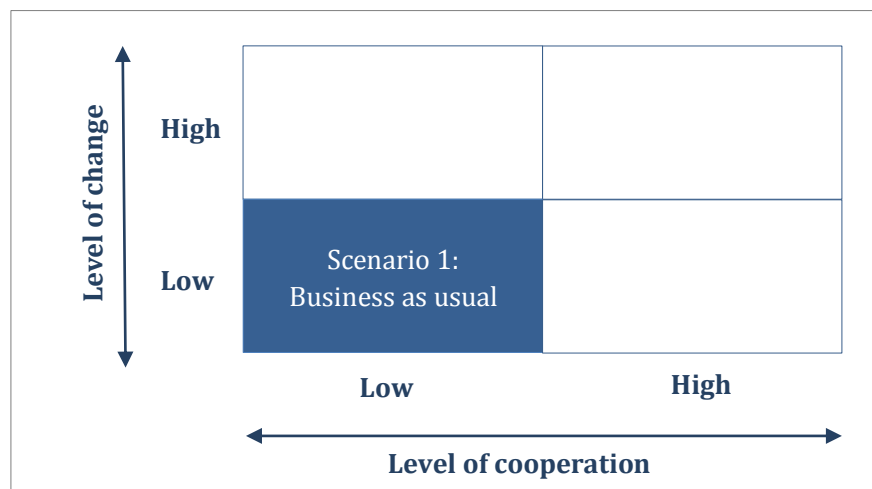 Level of change
High
Low
Scenario 1:
Business as usual
Low
High
Level of cooperation